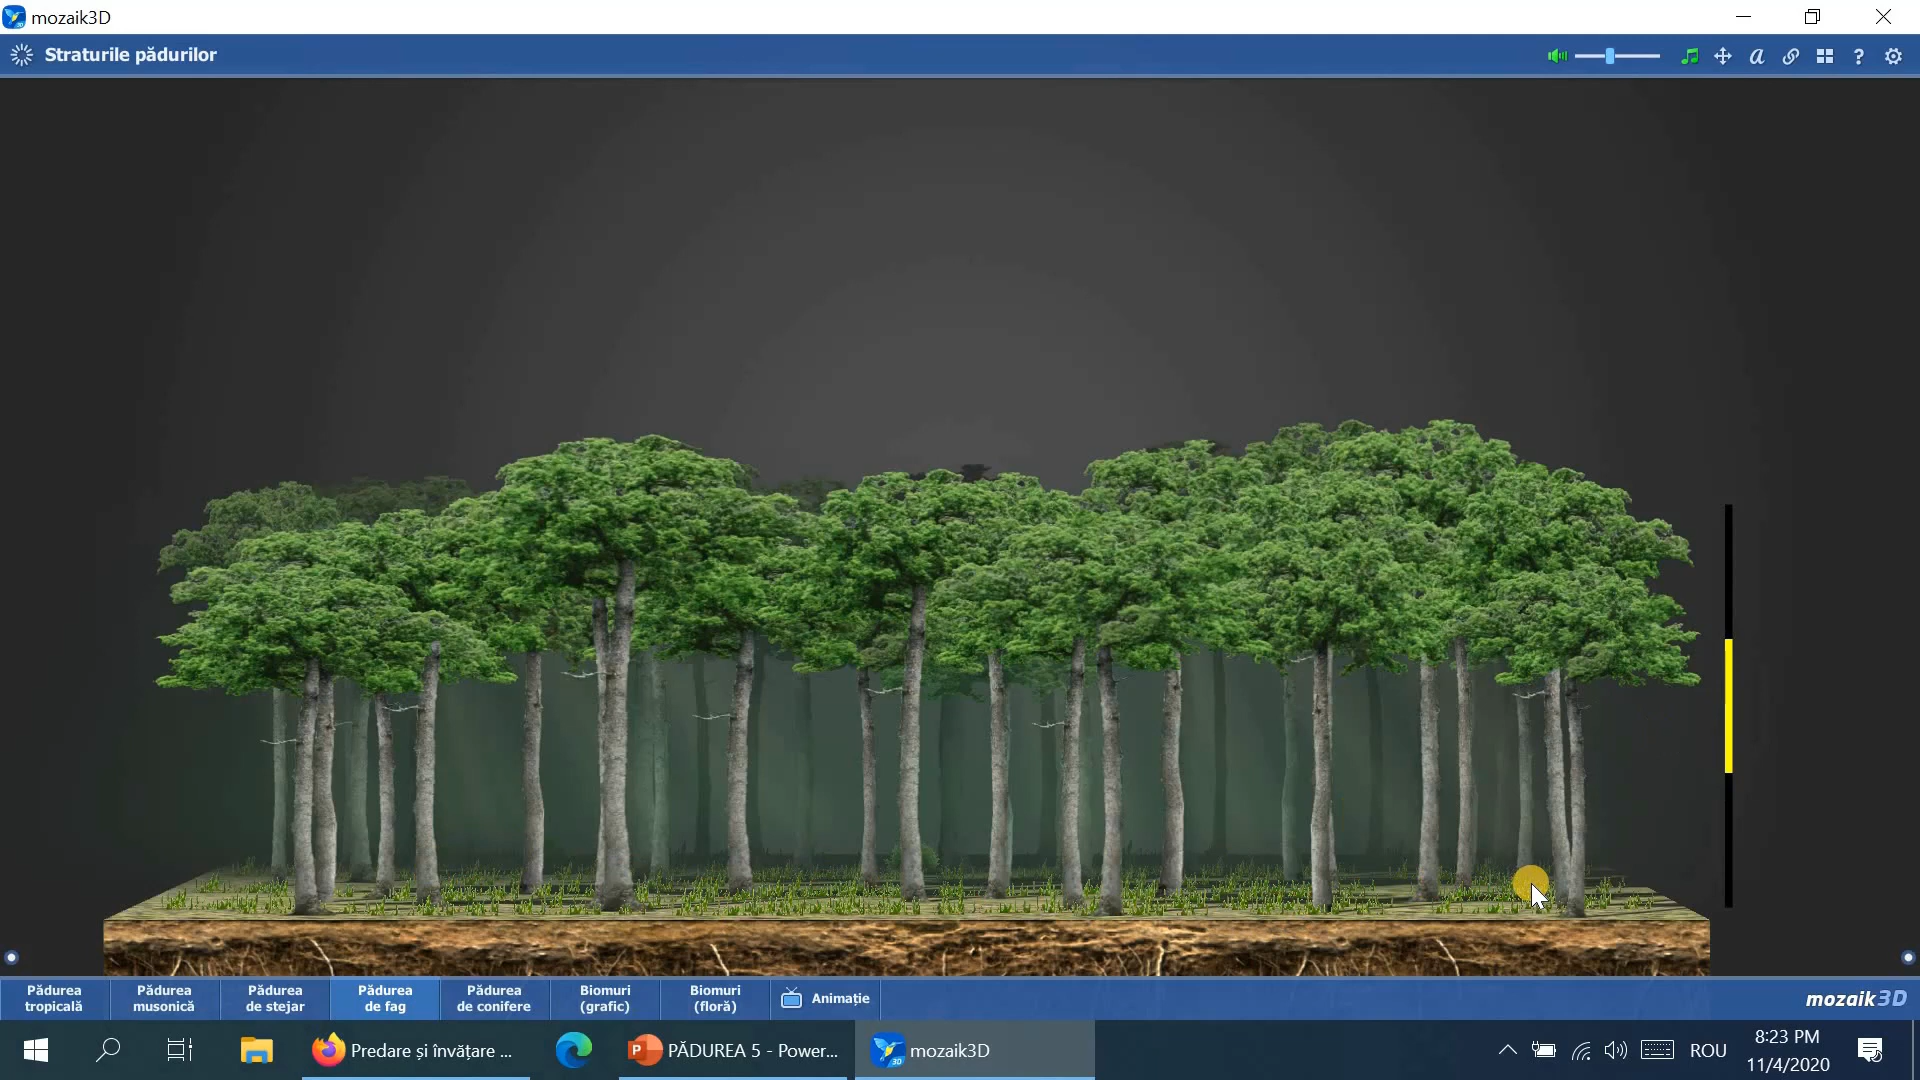 mozaik3D
Straturile pădurilor
a
?
Pădurea
tropicală
Pădurea
musonică
Pădurea
de stejar
Pădurea
de fag
Pădurea
de conifere
Biomuri
(grafic)
Biomuri
(floră)
Animație
mozaik3D
Predare și învățare ...
P
PĂDUREA 5 - Power...
3D
mozaik3D
ROU
8:23 PM
11/4/2020